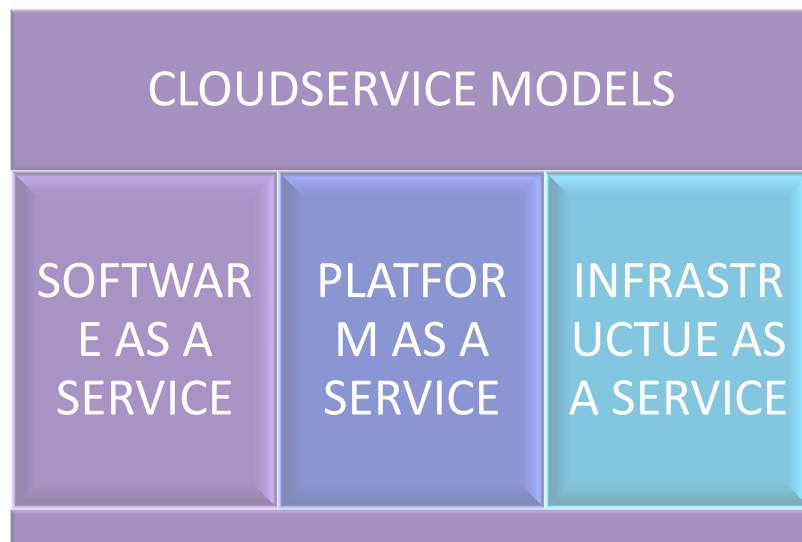 CLOUDSERVICE MODELS
SOFTWAR
E AS A
SERVICE
PLATFOR
M AS A
SERVICE
INFRASTR
UCTUE AS
A SERVICE